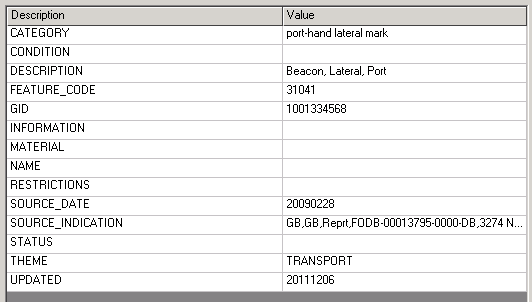 Description Value
CATEGORY port-hand lateral mark
CONDITION
DESCRIPTION Beacon, Lateral, Port
FEATURE_CODE 31041
GID 1001334568
INFORMATION
MATERIAL
NAME
RESTRICTIONS
SOURCE_DATE 20090228
SOURCE_INDICATION GB,GB,Reprt,FODB-00013795-0000-DB,3274 N...
STATUS
THEME TRANSPORT
UPDATED 20111206